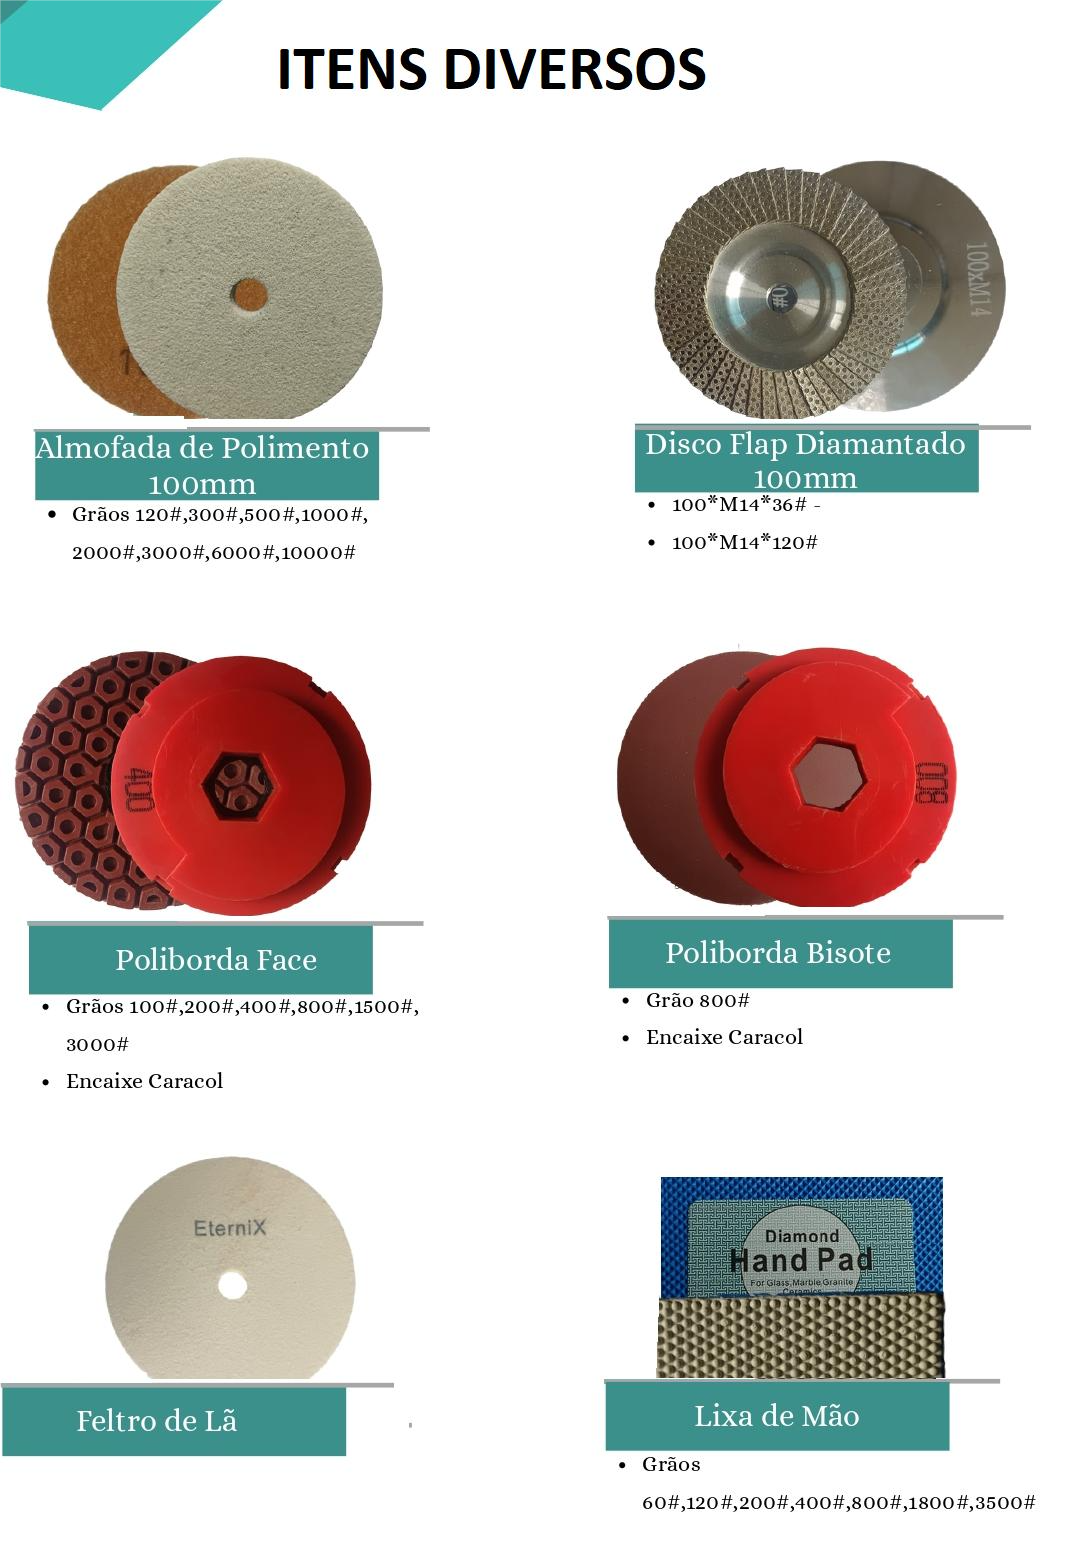 ITENS DIVERSOS
100xM14
Almofada de Polimento
100mm
Grãos 120#,300#,500#,1000#,
2000#,3000#,6000#,10000#
Disco Flap Diamantado
100mm
100*M14*36# -
100*M14*120#
400
Poliborda Face
Grãos 100#,200#,400#,800#,1500#,
3000#
Encaixe Caracol
800
Poliborda Bisote
Grão 800#
Encaixe Caracol
EterniX
Feltro de Lã
Diamond
Hand Pad
For Glass,Marble,Granite
Ceramics
Lixa de Mão
Grãos
60#,120#,200#,400#,800#,1800#,3500#